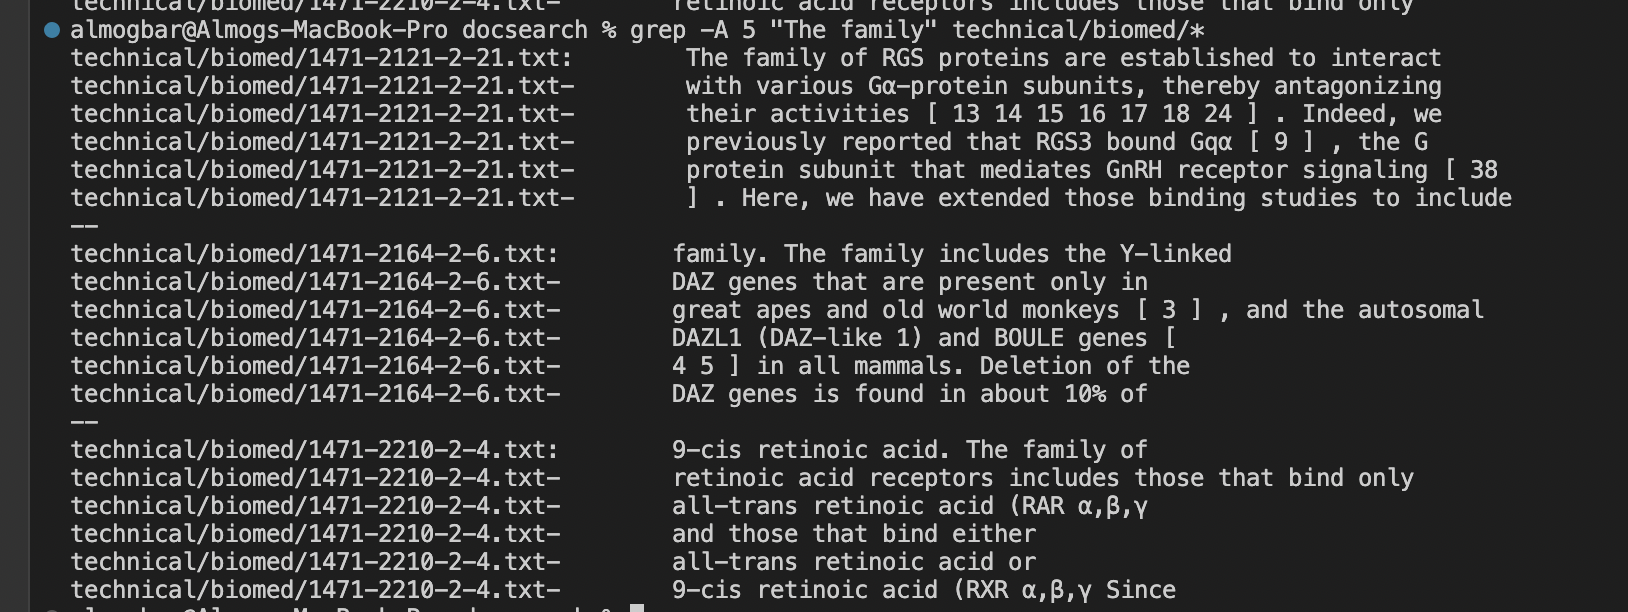 technical/biomed/1471-2210-2-4.txt-        retinoic acid receptors includes those that bind only
almogbar@Almogs-MacBook-Pro docsearch % grep -A 5 "The family" technical/biomed/*
technical/biomed/1471-2121-2-21.txt:        The family of RGS proteins are established to interact
technical/biomed/1471-2121-2-21.txt-        with various Gα-protein subunits, thereby antagonizing
technical/biomed/1471-2121-2-21.txt-        their activities [ 13 14 15 16 17 18 24 ] . Indeed, we
technical/biomed/1471-2121-2-21.txt-        previously reported that RGS3 bound Gqα [ 9 ] , the G
technical/biomed/1471-2121-2-21.txt-        protein subunit that mediates GnRH receptor signaling [ 38
technical/biomed/1471-2121-2-21.txt-        ] . Here, we have extended those binding studies to include
--
technical/biomed/1471-2164-2-6.txt:        family. The family includes the Y-linked
technical/biomed/1471-2164-2-6.txt-        DAZ genes that are present only in
technical/biomed/1471-2164-2-6.txt-        great apes and old world monkeys [ 3 ] , and the autosomal
technical/biomed/1471-2164-2-6.txt-        DAZL1 (DAZ-like 1) and BOULE genes [
technical/biomed/1471-2164-2-6.txt-        4 5 ] in all mammals. Deletion of the
technical/biomed/1471-2164-2-6.txt-        DAZ genes is found in about 10% of
--
technical/biomed/1471-2210-2-4.txt:        9-cis retinoic acid. The family of
technical/biomed/1471-2210-2-4.txt-        retinoic acid receptors includes those that bind only
technical/biomed/1471-2210-2-4.txt-        all-trans retinoic acid (RAR α,β,γ
technical/biomed/1471-2210-2-4.txt-        and those that bind either
technical/biomed/1471-2210-2-4.txt-        all-trans retinoic acid or
technical/biomed/1471-2210-2-4.txt-        9-cis retinoic acid (RXR α,β,γ Since
almogbar@Almogs-MacBook-Pro docsearch %